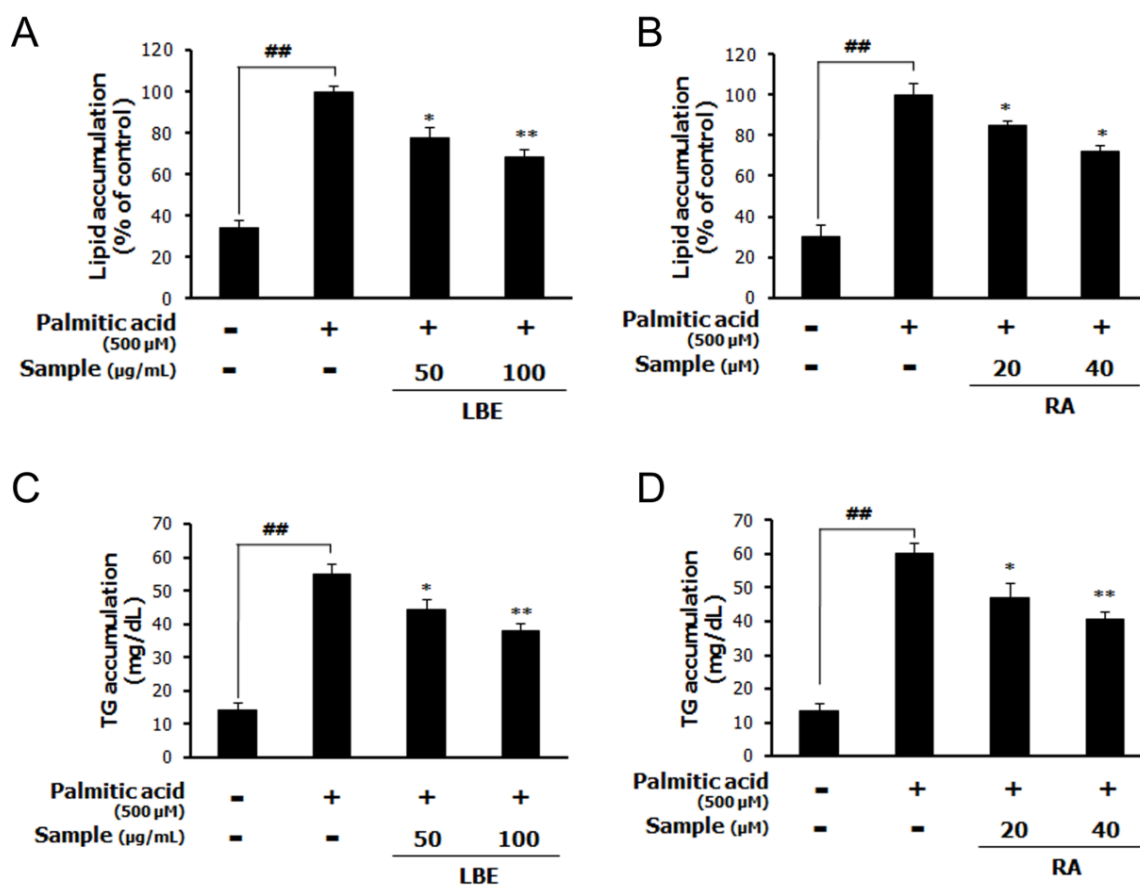 A
Lipid accumulation
(% of control)
120
100
80
60
40
20
0
##
*
**
Palmitic acid
(500 µM)
- + + +
Sample (µg/mL)
- - 50 100
LBE
B
Lipid accumulation
(% of control)
120
100
80
60
40
20
0
##
*
*
Palmitic acid
(500 µM)
- + + +
Sample (µM)
- - 20 40
RA
C
TG accumulation
(mg/dL)
70
60
50
40
30
20
10
0
##
*
**
Palmitic acid
(500 µM)
- + + +
Sample (µg/mL)
- - 50 100
LBE
D
TG accumulation
(mg/dL)
70
60
50
40
30
20
10
0
##
*
**
Palmitic acid
(500 µM)
- + + +
Sample (µM)
- - 20 40
RA